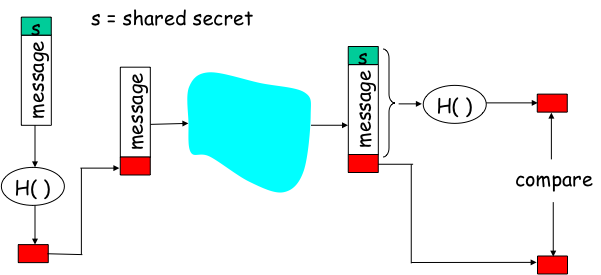 s = shared secret
s
message
H( )
message
s
message
H( )
compare